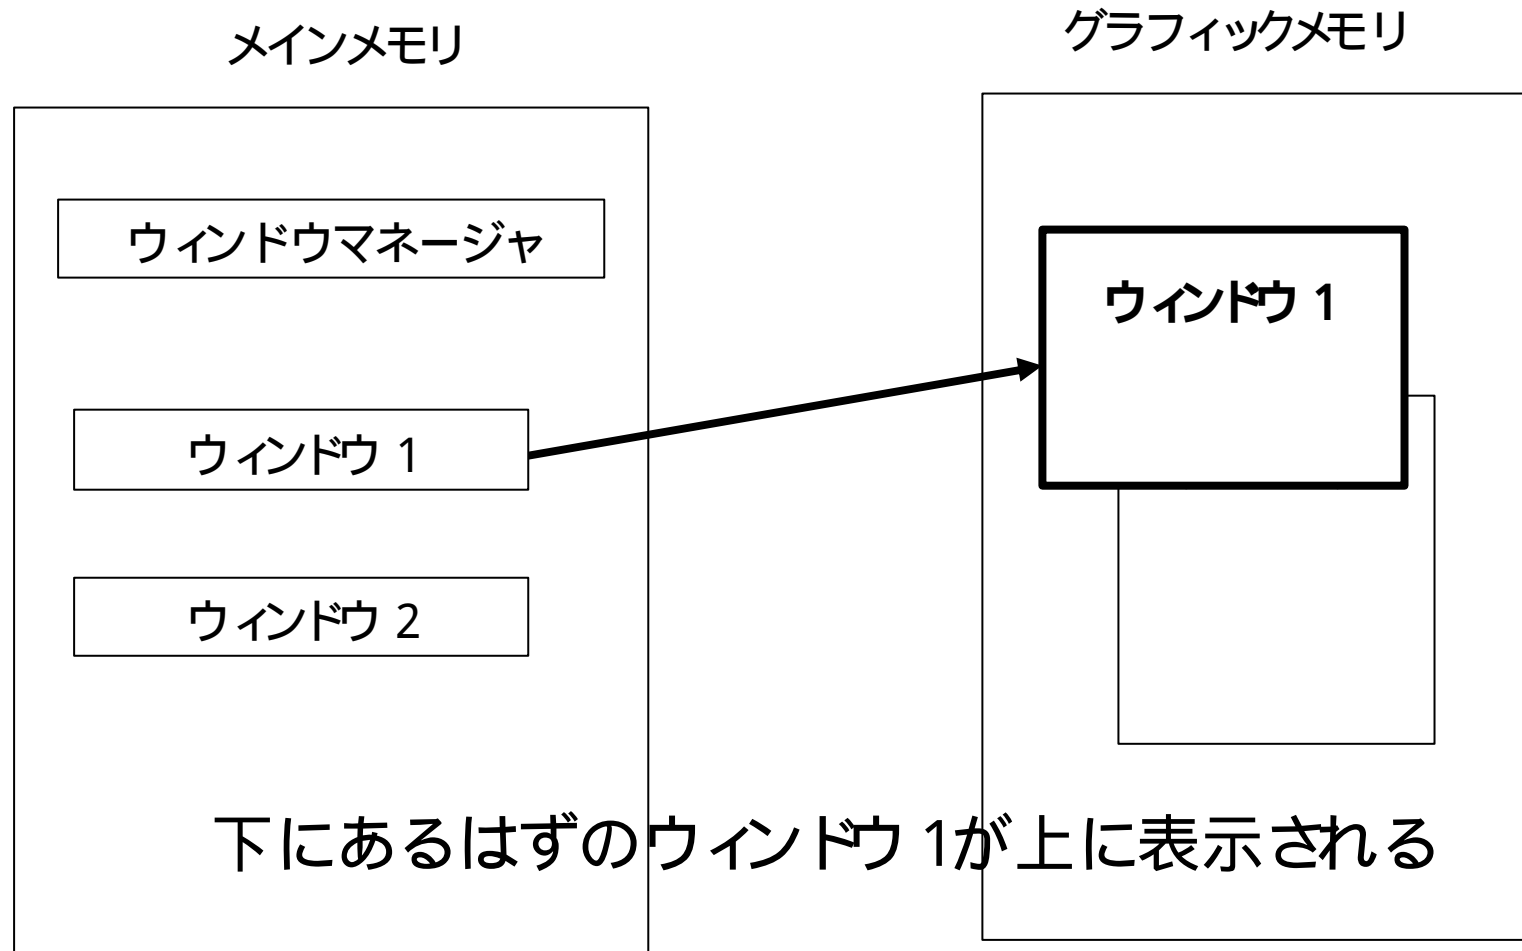 メインメモリ
グラフィックメモリ
ウィンドウマネージャ
ウィンドウ 1
ウィンドウ 2
ウィンドウ 1
下にあるはずのウィンドウ 1が上に表示される